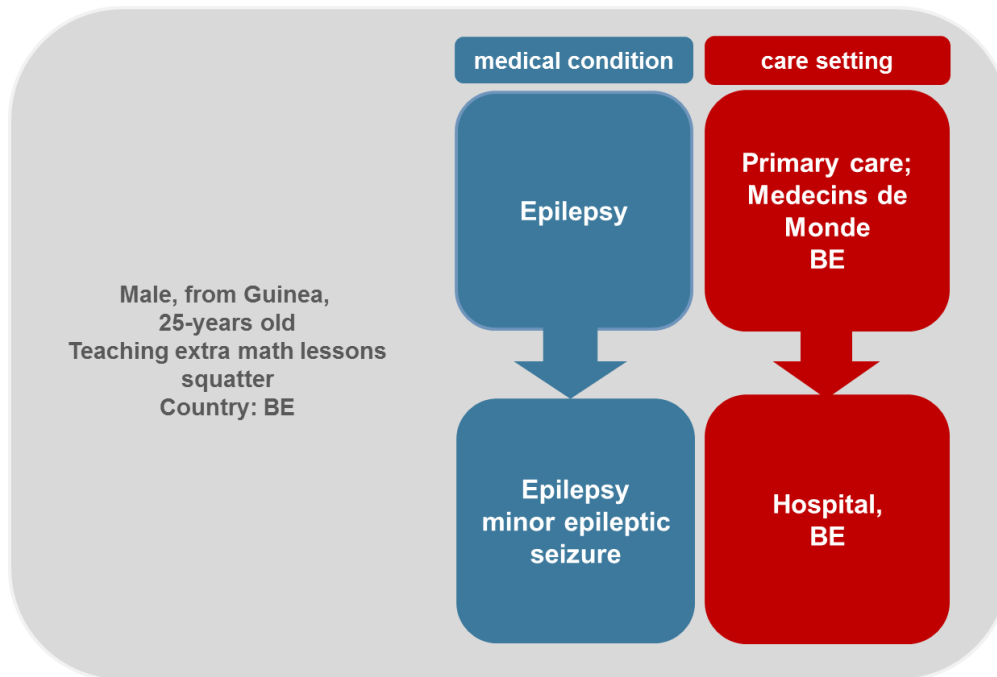 medical condition
care setting
Epilepsy
Primary care;
Medecins de
Monde
BE
Male, from Guinea,
25-years old
Teaching extra math lessons
squatter
Country: BE
Epilepsy
minor epileptic
seizure
Hospital,
BE